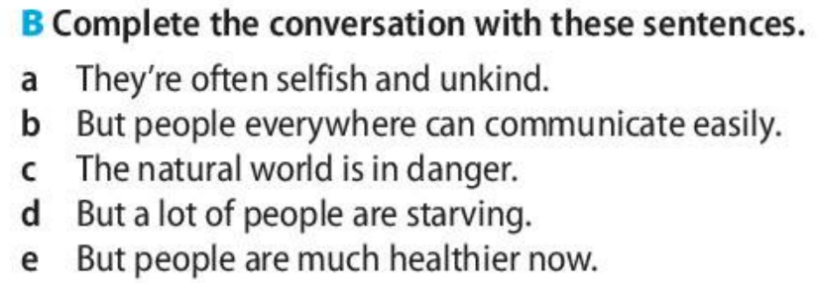 B Complete the conversation with these sentences.
a They're often selfish and unkind.
b But people everywhere can communicate easily.
c The natural world is in danger.
d But a lot of people are starving.
e But people are much healthier now.